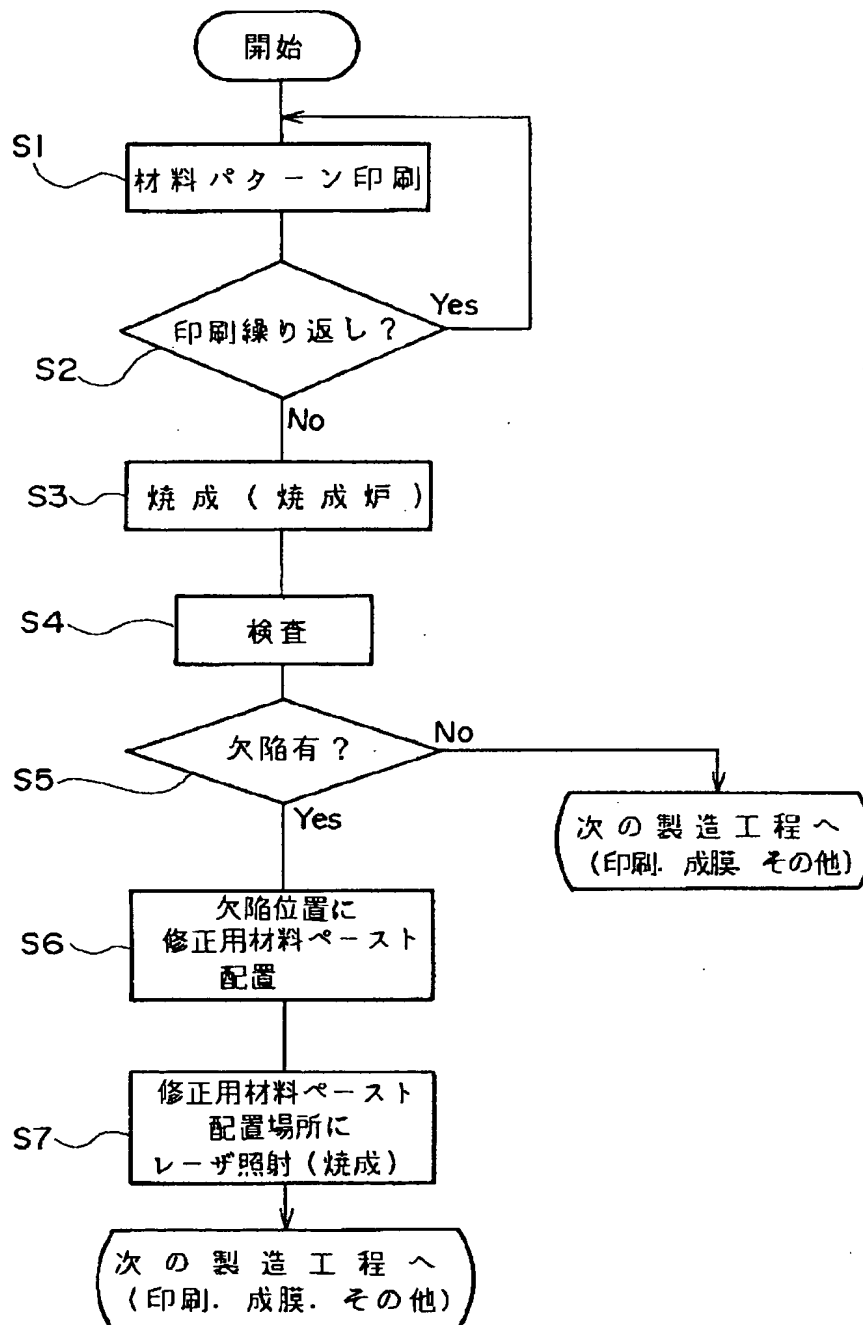 開始
S1
材料パターン印刷
Yes
印刷繰り返し?
S2
No
S3
焼成(焼成炉)
S4
検査
No
欠陥有?
S5
Yes
次の製造工程へ
(印刷. 成膜. その他)
欠陥位置に
修正用材料ペースト
配置
S6
修正用材料ペースト
配置場所に
レーザ照射(焼成)
S7
次の製造工程へ
(印刷. 成膜. その他)